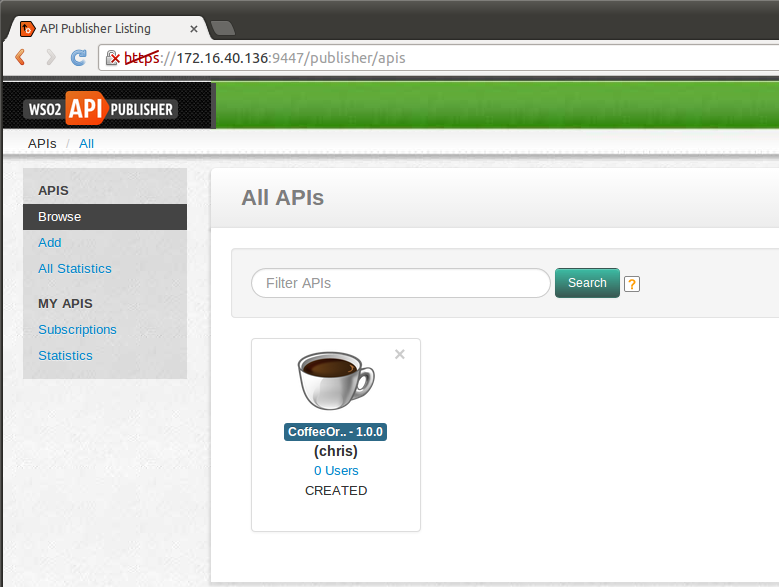 API Publisher Listing
https://172.16.40.136:9447/publisher/apis
WSO2 API PUBLISHER
APIs / All
APIS
Browse
Add
All Statistics
MY APIS
Subscriptions
Statistics
All APIs
Filter APIs
Search
?
CoffeeOr.. - 1.0.0
(chris)
0 Users
CREATED